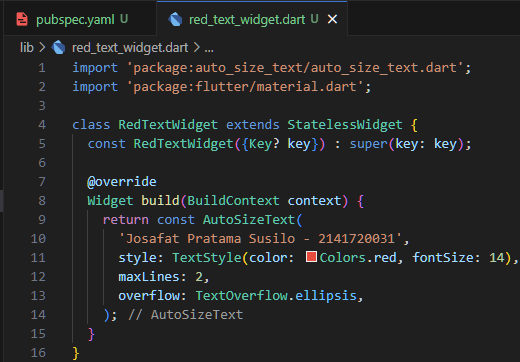 pubspec.yaml U red_text_widget.dart U ×
lib > red_text_widget.dart > ...
1 import 'package:auto_size_text/auto_size_text.dart';
2 import 'package:flutter/material.dart';
3
4 class RedTextWidget extends StatelessWidget {
5   const RedTextWidget({Key? key}) : super(key: key);
6
7   @override
8   Widget build(BuildContext context) {
9     return const AutoSizeText(
10       'Josafat Pratama Susilo - 2141720031',
11       style: TextStyle(color: Colors.red, fontSize: 14),
12       maxLines: 2,
13       overflow: TextOverflow.ellipsis,
14     ); // AutoSizeText
15   }
16 }